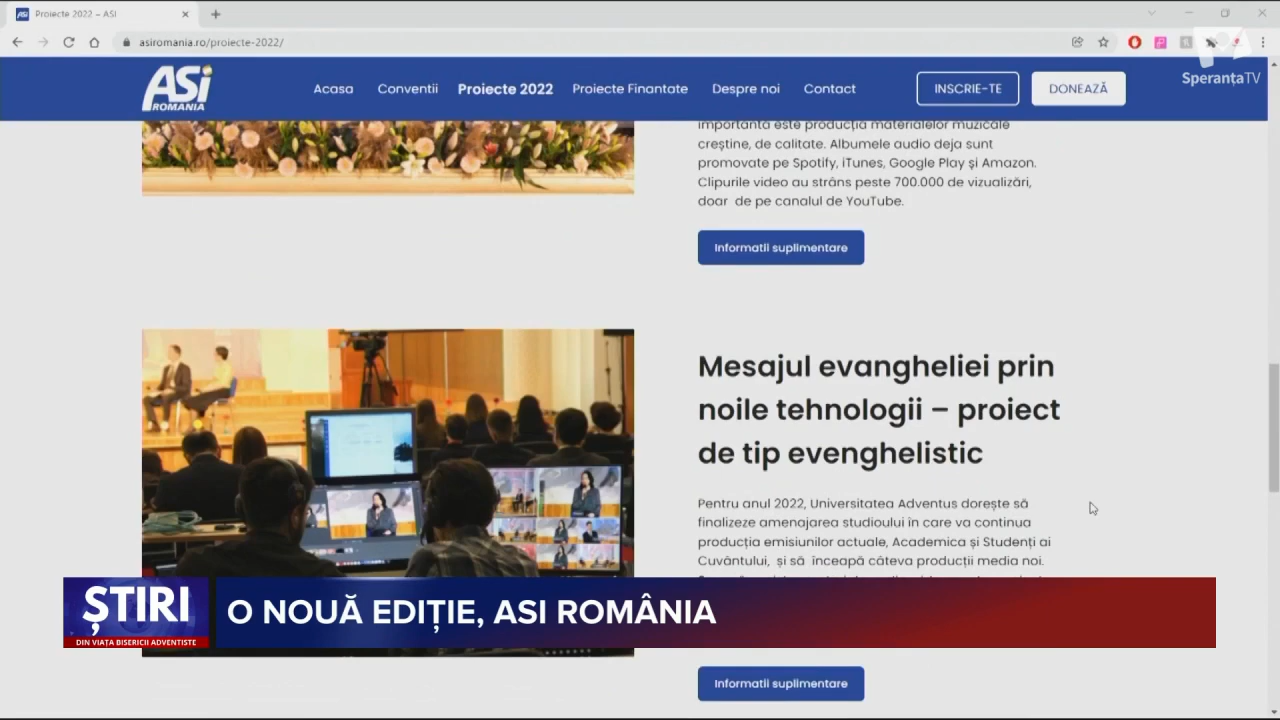 Proiecte 2022 – ASI
asiromania.ro/proiecte-2022/
SperanțaTV
ASi
ROMANIA
Acasa
Conventii
Proiecte 2022
Proiecte Finantate
Despre noi
Contact
INSCRIE-TE
DONEAZĂ
importanta este producția materialelor muzicale
creștine, de calitate. Albumele audio deja sunt
promovate pe Spotify, iTunes, Google Play și Amazon.
Clipurile video au strâns peste 700.000 de vizualizări,
doar de pe canalul de YouTube.
Informatii suplimentare
Mesajul evangheliei prin
noile tehnologii – proiect
de tip evenghelistic
Pentru anul 2022, Universitatea Adventus dorește să
finalizeze amenajarea studioului în care va continua
producția emisiunilor actuale, Academica și Studenți ai
Cuvântului, și să înceapă câteva producții media noi.
ȘTIRI
DIN VIAȚA BISERICII ADVENTISTE
O NOUĂ EDIȚIE, ASI ROMÂNIA
Informatii suplimentare